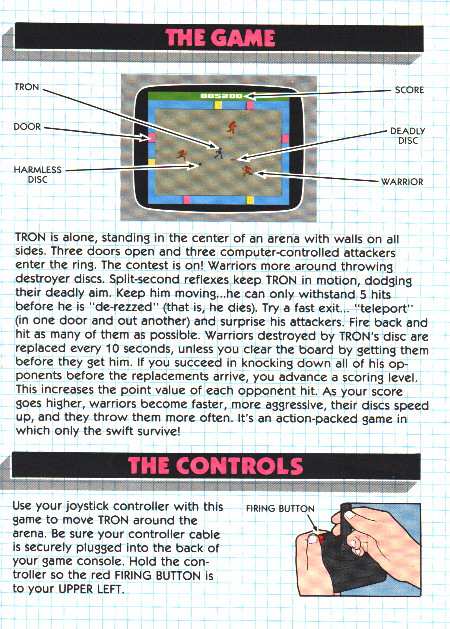 THE GAME
TRON
SCORE
005200
DOOR
DEADLY
DISC
HARMLESS
DISC
WARRIOR
TRON is alone, standing in the center of an arena with walls on all
sides. Three doors open and three computer-controlled attackers
enter the ring. The contest is on! Warriors more around throwing
destroyer discs. Split-second reflexes keep TRON in motion, dodging
their deadly aim. Keep him moving...he can only withstand 5 hits
before he is "de-rezzed" (that is, he dies). Try a fast exit... "teleport"
(in one door and out another) and surprise his attackers. Fire back and
hit as many of them as possible. Warriors destroyed by TRON's disc are
replaced every 10 seconds, unless you clear the board by getting them
before they get him. If you succeed in knocking down all of his op-
ponents before the replacements arrive, you advance a scoring level.
This increases the point value of each opponent hit. As your score
goes higher, warriors become faster, more aggressive, their discs speed
up, and they throw them more often. It's an action-packed game in
which only the swift survive!
THE CONTROLS
Use your joystick controller with this
game to move TRON around the
arena. Be sure your controller cable
is securely plugged into the back of
your game console. Hold the con-
troller so the red FIRING BUTTON is
to your UPPER LEFT.
FIRING BUTTON